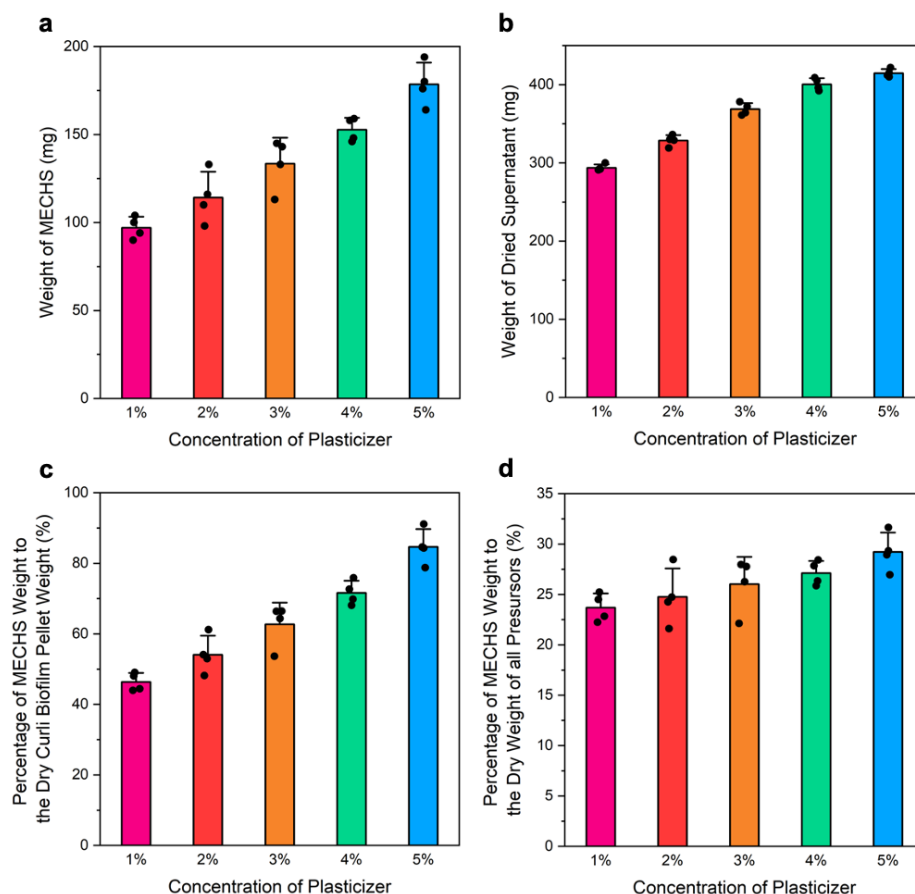 a
Weight of MECHS (mg)
200
150
100
50
0
1% 2% 3% 4% 5%
Concentration of Plasticizer
b
Weight of Dried Supernatant (mg)
400
300
200
100
0
1% 2% 3% 4% 5%
Concentration of Plasticizer
c
Percentage of MECHS Weight to
the Dry Curli Biofilm Pellet Weight (%)
100
80
60
40
20
0
1% 2% 3% 4% 5%
Concentration of Plasticizer
d
Percentage of MECHS Weight to
the Dry Weight of all Presursors (%)
35
30
25
20
15
10
5
0
1% 2% 3% 4% 5%
Concentration of Plasticizer